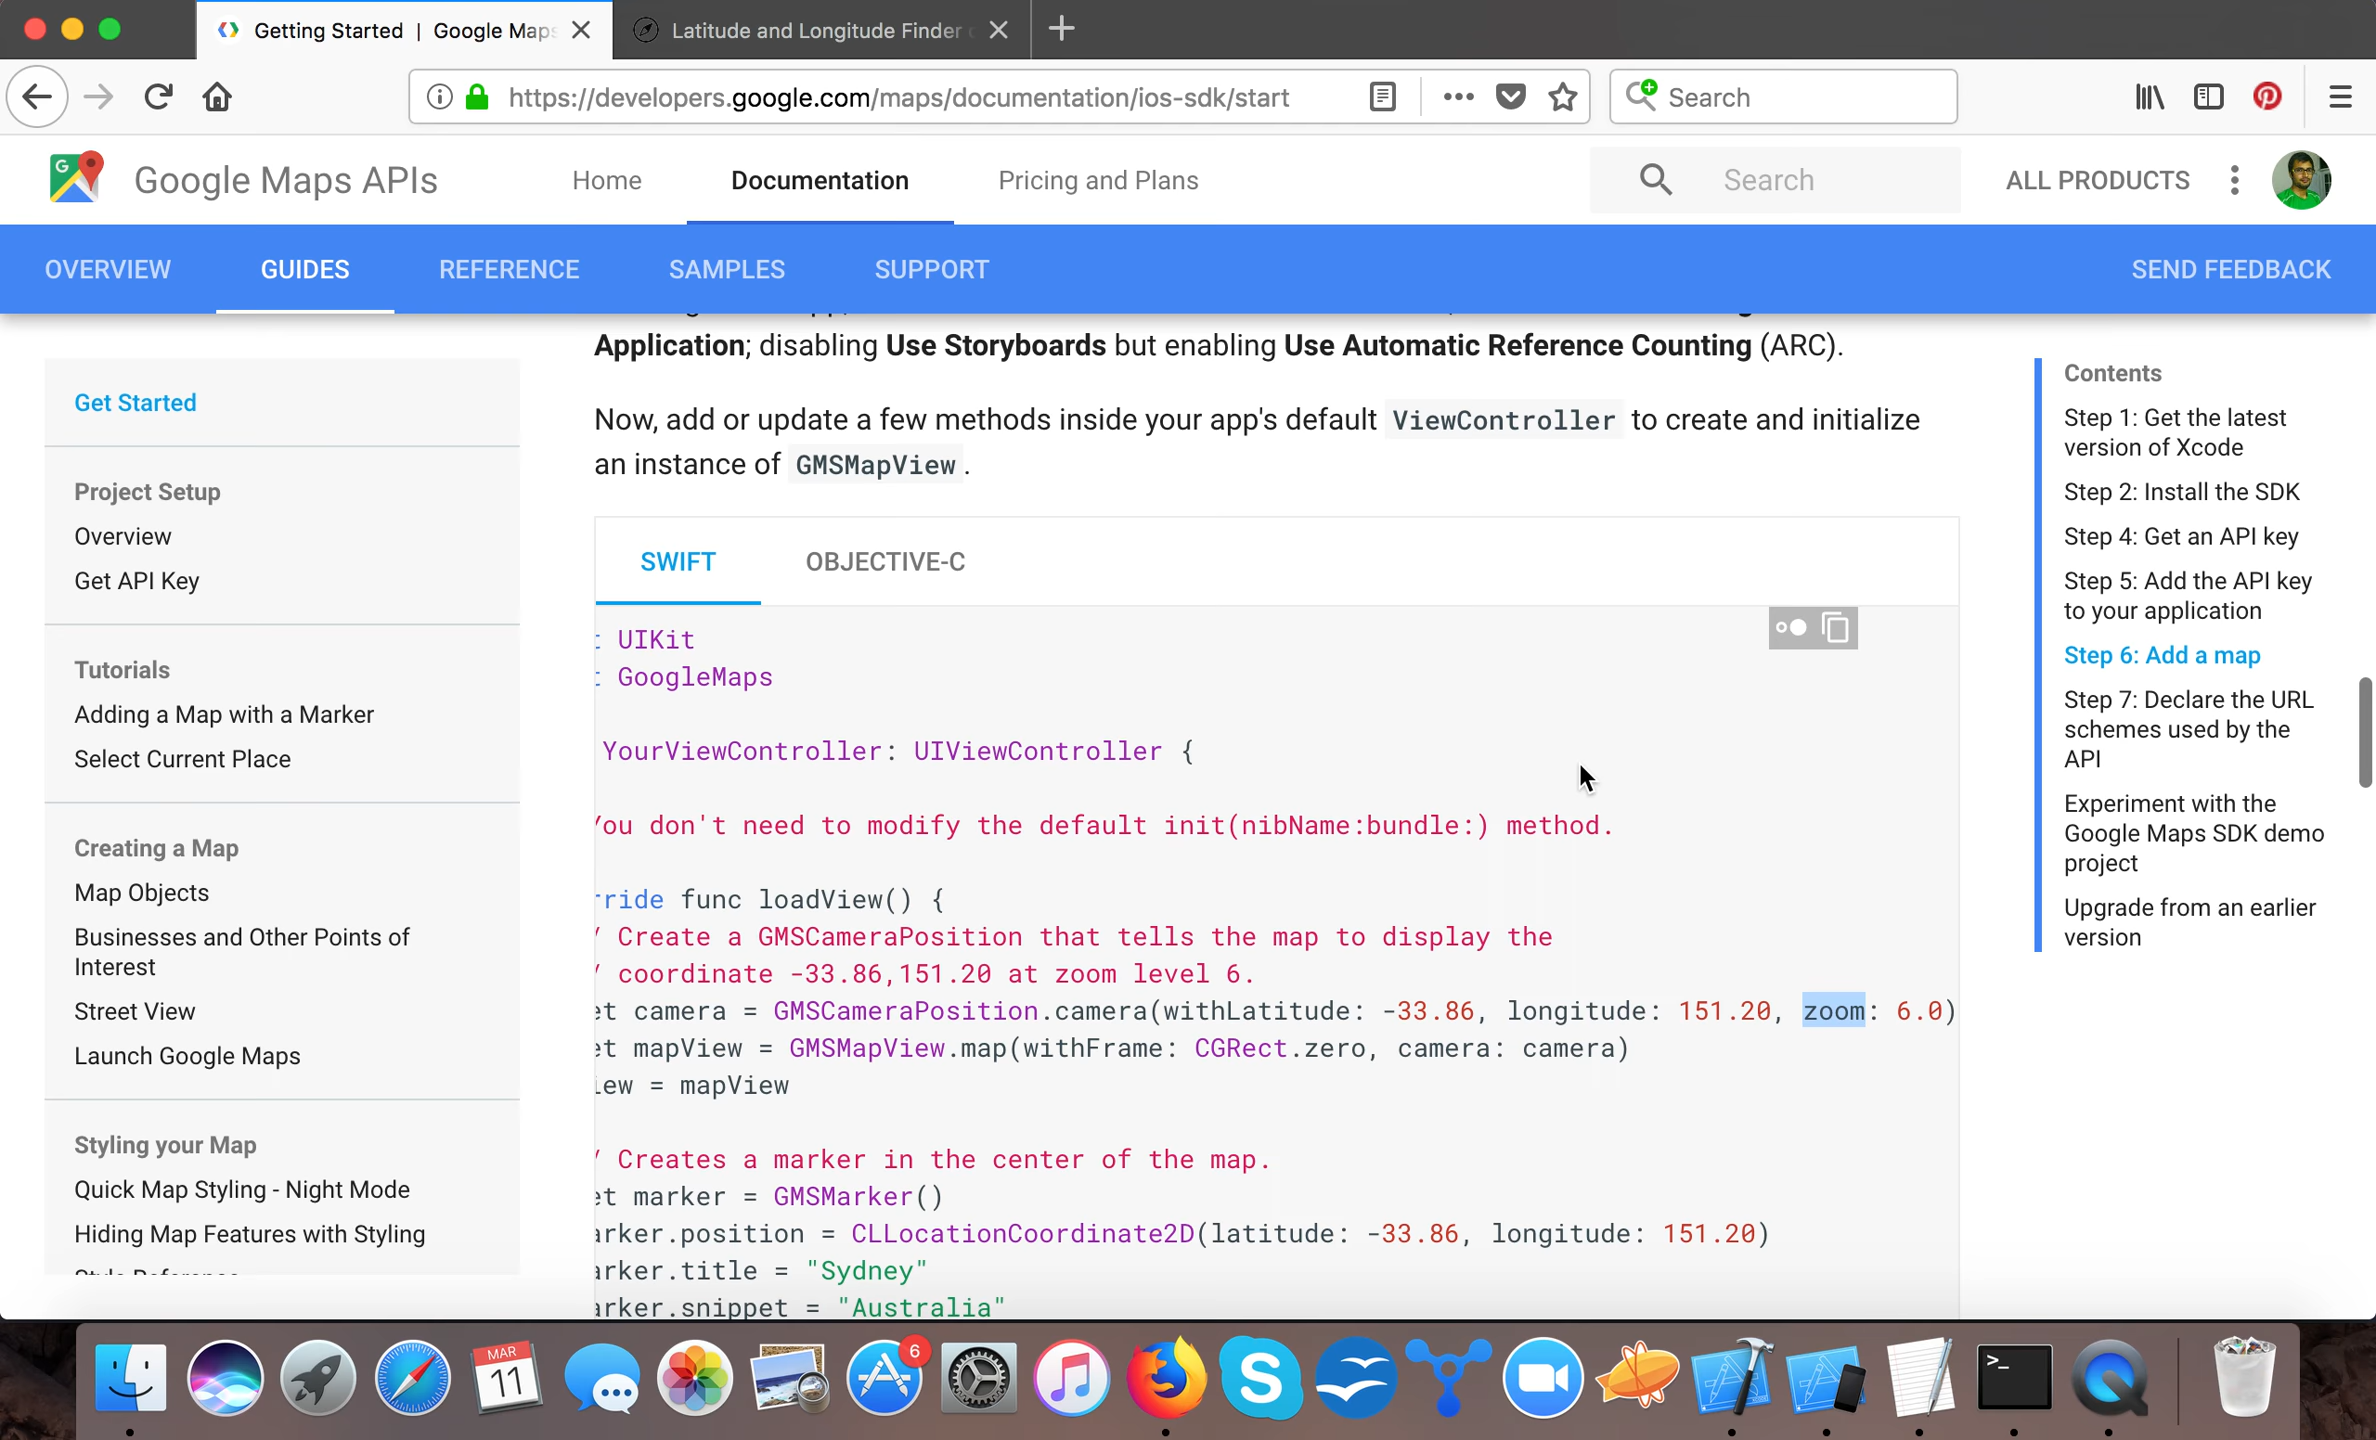 Getting Started | Google Maps
Latitude and Longitude Finder
https://developers.google.com/maps/documentation/ios-sdk/start
Search
G
Google Maps APIs
Home
Documentation
Pricing and Plans
Search
ALL PRODUCTS
OVERVIEW
GUIDES
REFERENCE
SAMPLES
SUPPORT
SEND FEEDBACK
Application; disabling Use Storyboards but enabling Use Automatic Reference Counting (ARC).
Now, add or update a few methods inside your app's default ViewController to create and initialize
an instance of GMSMapView.
SWIFT
OBJECTIVE-C
UIKit
GoogleMaps
YourViewController: UIViewController {
You don't need to modify the default init(nibName:bundle:) method.
rride func loadView() {
/ Create a GMSCameraPosition that tells the map to display the
/ coordinate -33.86,151.20 at zoom level 6.
et camera = GMSCameraPosition.camera(withLatitude: -33.86, longitude: 151.20, zoom: 6.0)
et mapView = GMSMapView.map(withFrame: CGRect.zero, camera: camera)
iew = mapView
/ Creates a marker in the center of the map.
et marker = GMSMarker()
arker.position = CLLocationCoordinate2D(latitude: -33.86, longitude: 151.20)
arker.title = "Sydney"
arker.snippet = "Australia"
Get Started
Project Setup
Overview
Get API Key
Tutorials
Adding a Map with a Marker
Select Current Place
Creating a Map
Map Objects
Businesses and Other Points of
Interest
Street View
Launch Google Maps
Styling your Map
Quick Map Styling - Night Mode
Hiding Map Features with Styling
Style Reference
Contents
Step 1: Get the latest
version of Xcode
Step 2: Install the SDK
Step 4: Get an API key
Step 5: Add the API key
to your application
Step 6: Add a map
Step 7: Declare the URL
schemes used by the
API
Experiment with the
Google Maps SDK demo
project
Upgrade from an earlier
version
MAR
11
6
S
>_